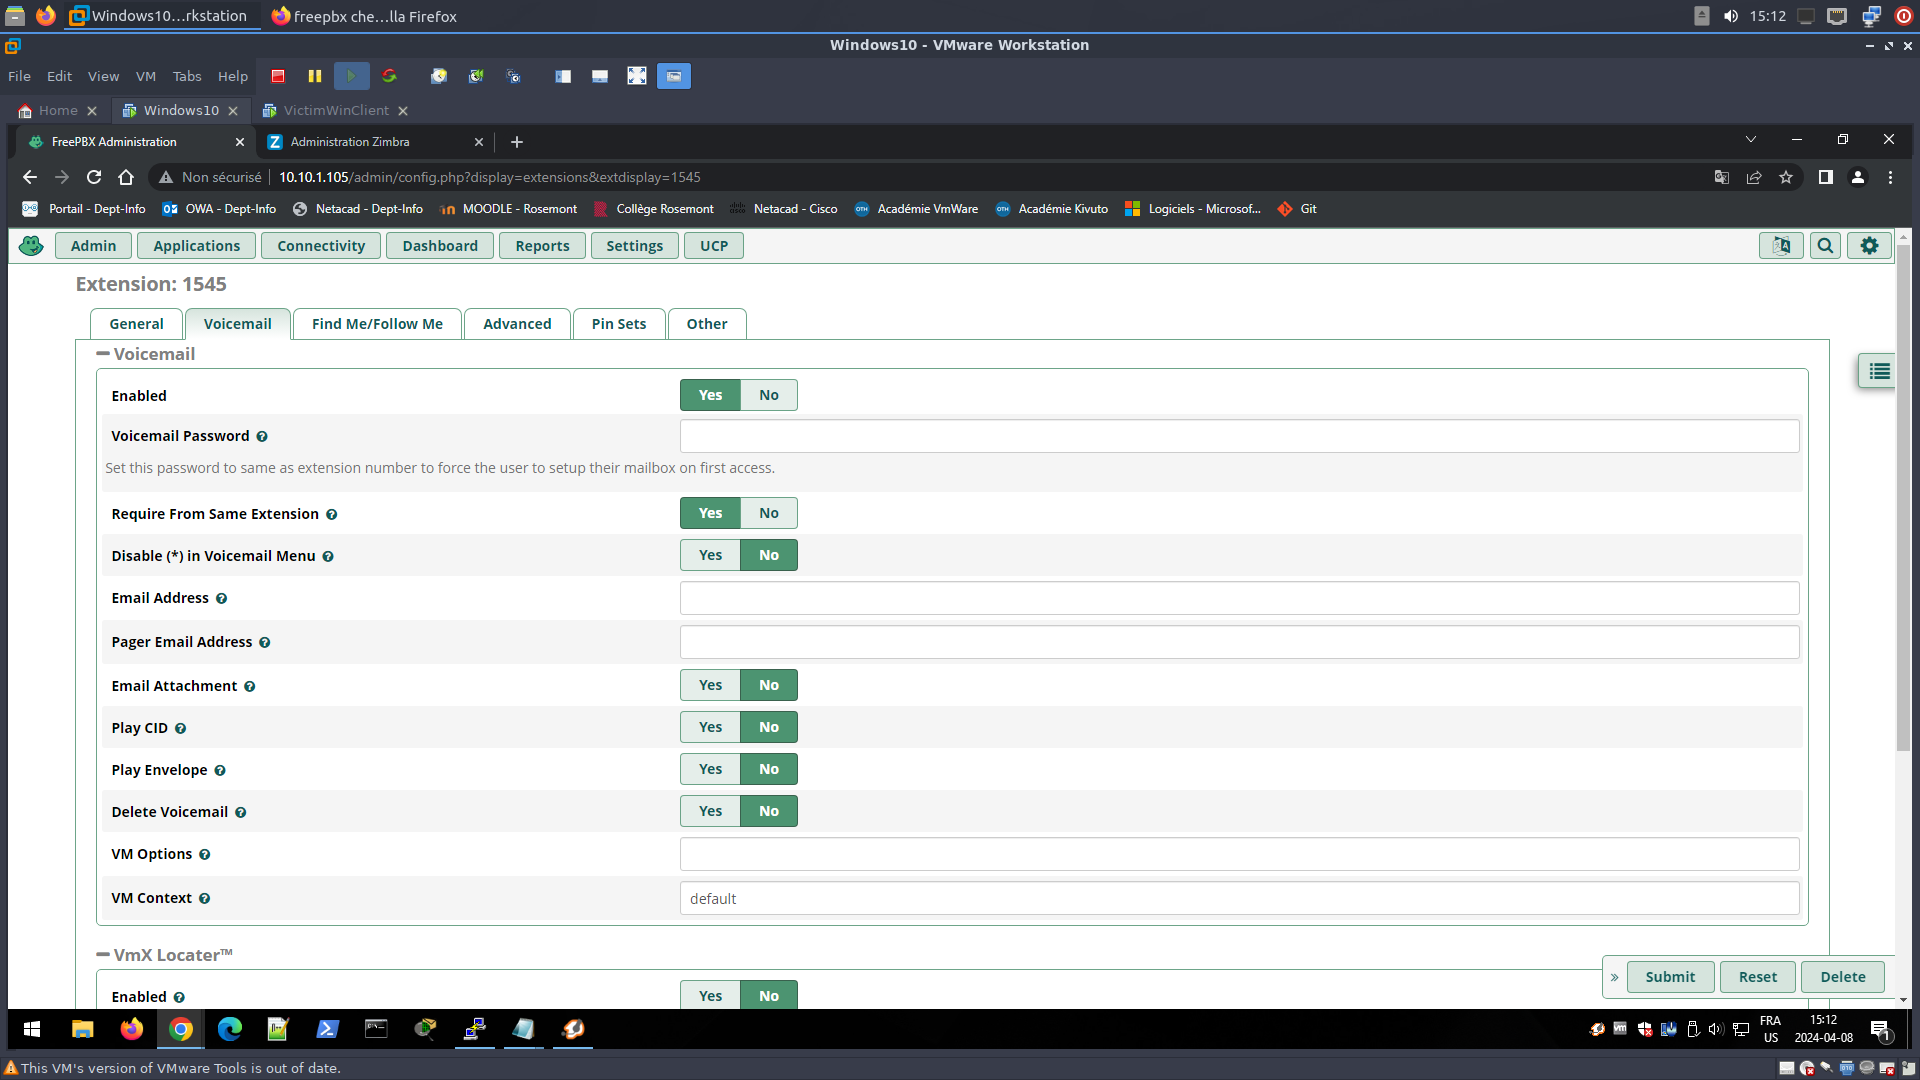 Windows10...rkstation
freepbx che...lla Firefox
15:12
Windows10 - VMware Workstation
File Edit View VM Tabs Help
Home
Windows10
VictimWinClient
FreePBX Administration
Administration Zimbra
Non sécurisé
10.10.1.105/admin/config.php?display=extensions&extdisplay=1545
Portail - Dept-Info
OWA - Dept-Info
Netacad - Dept-Info
MOODLE - Rosemont
Collège Rosemont
Netacad - Cisco
Académie VmWare
Académie Kivuto
Logiciels - Microsof...
Git
Admin
Applications
Connectivity
Dashboard
Reports
Settings
UCP
Extension: 1545
General
Voicemail
Find Me/Follow Me
Advanced
Pin Sets
Other
Voicemail
Enabled
Yes No
Voicemail Password
Set this password to same as extension number to force the user to setup their mailbox on first access.
Require From Same Extension
Yes No
Disable (*) in Voicemail Menu
Yes No
Email Address
Pager Email Address
Email Attachment
Yes No
Play CID
Yes No
Play Envelope
Yes No
Delete Voicemail
Yes No
VM Options
VM Context
default
VmX Locater™
Enabled
Yes No
Submit
Reset
Delete
FRA
US
15:12
2024-04-08
1
This VM's version of VMware Tools is out of date.